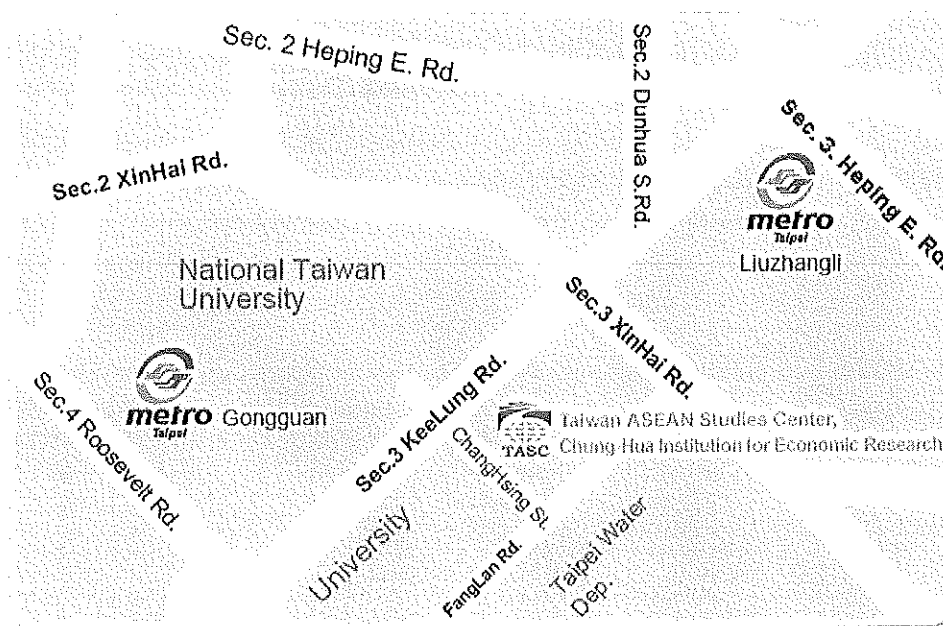 Sec. 2 Heping E. Rd.
Sec.2 Dunhua S.Rd.
Sec. 3. Heping E. Rd.
Sec.2 XinHai Rd.
metro
Taipei
Liuzhangli
National Taiwan
University
Sec.3 XinHai Rd.
Sec.4 Roosevelt Rd.
metro
Taipei
Gongguan
Sec.3 KeeLung Rd.
ChangHsing St.
TASC
Taiwan ASEAN Studies Center,
Chung-Hua Institution for Economic Research
University
FangLan Rd.
Taipei Water
Dep.